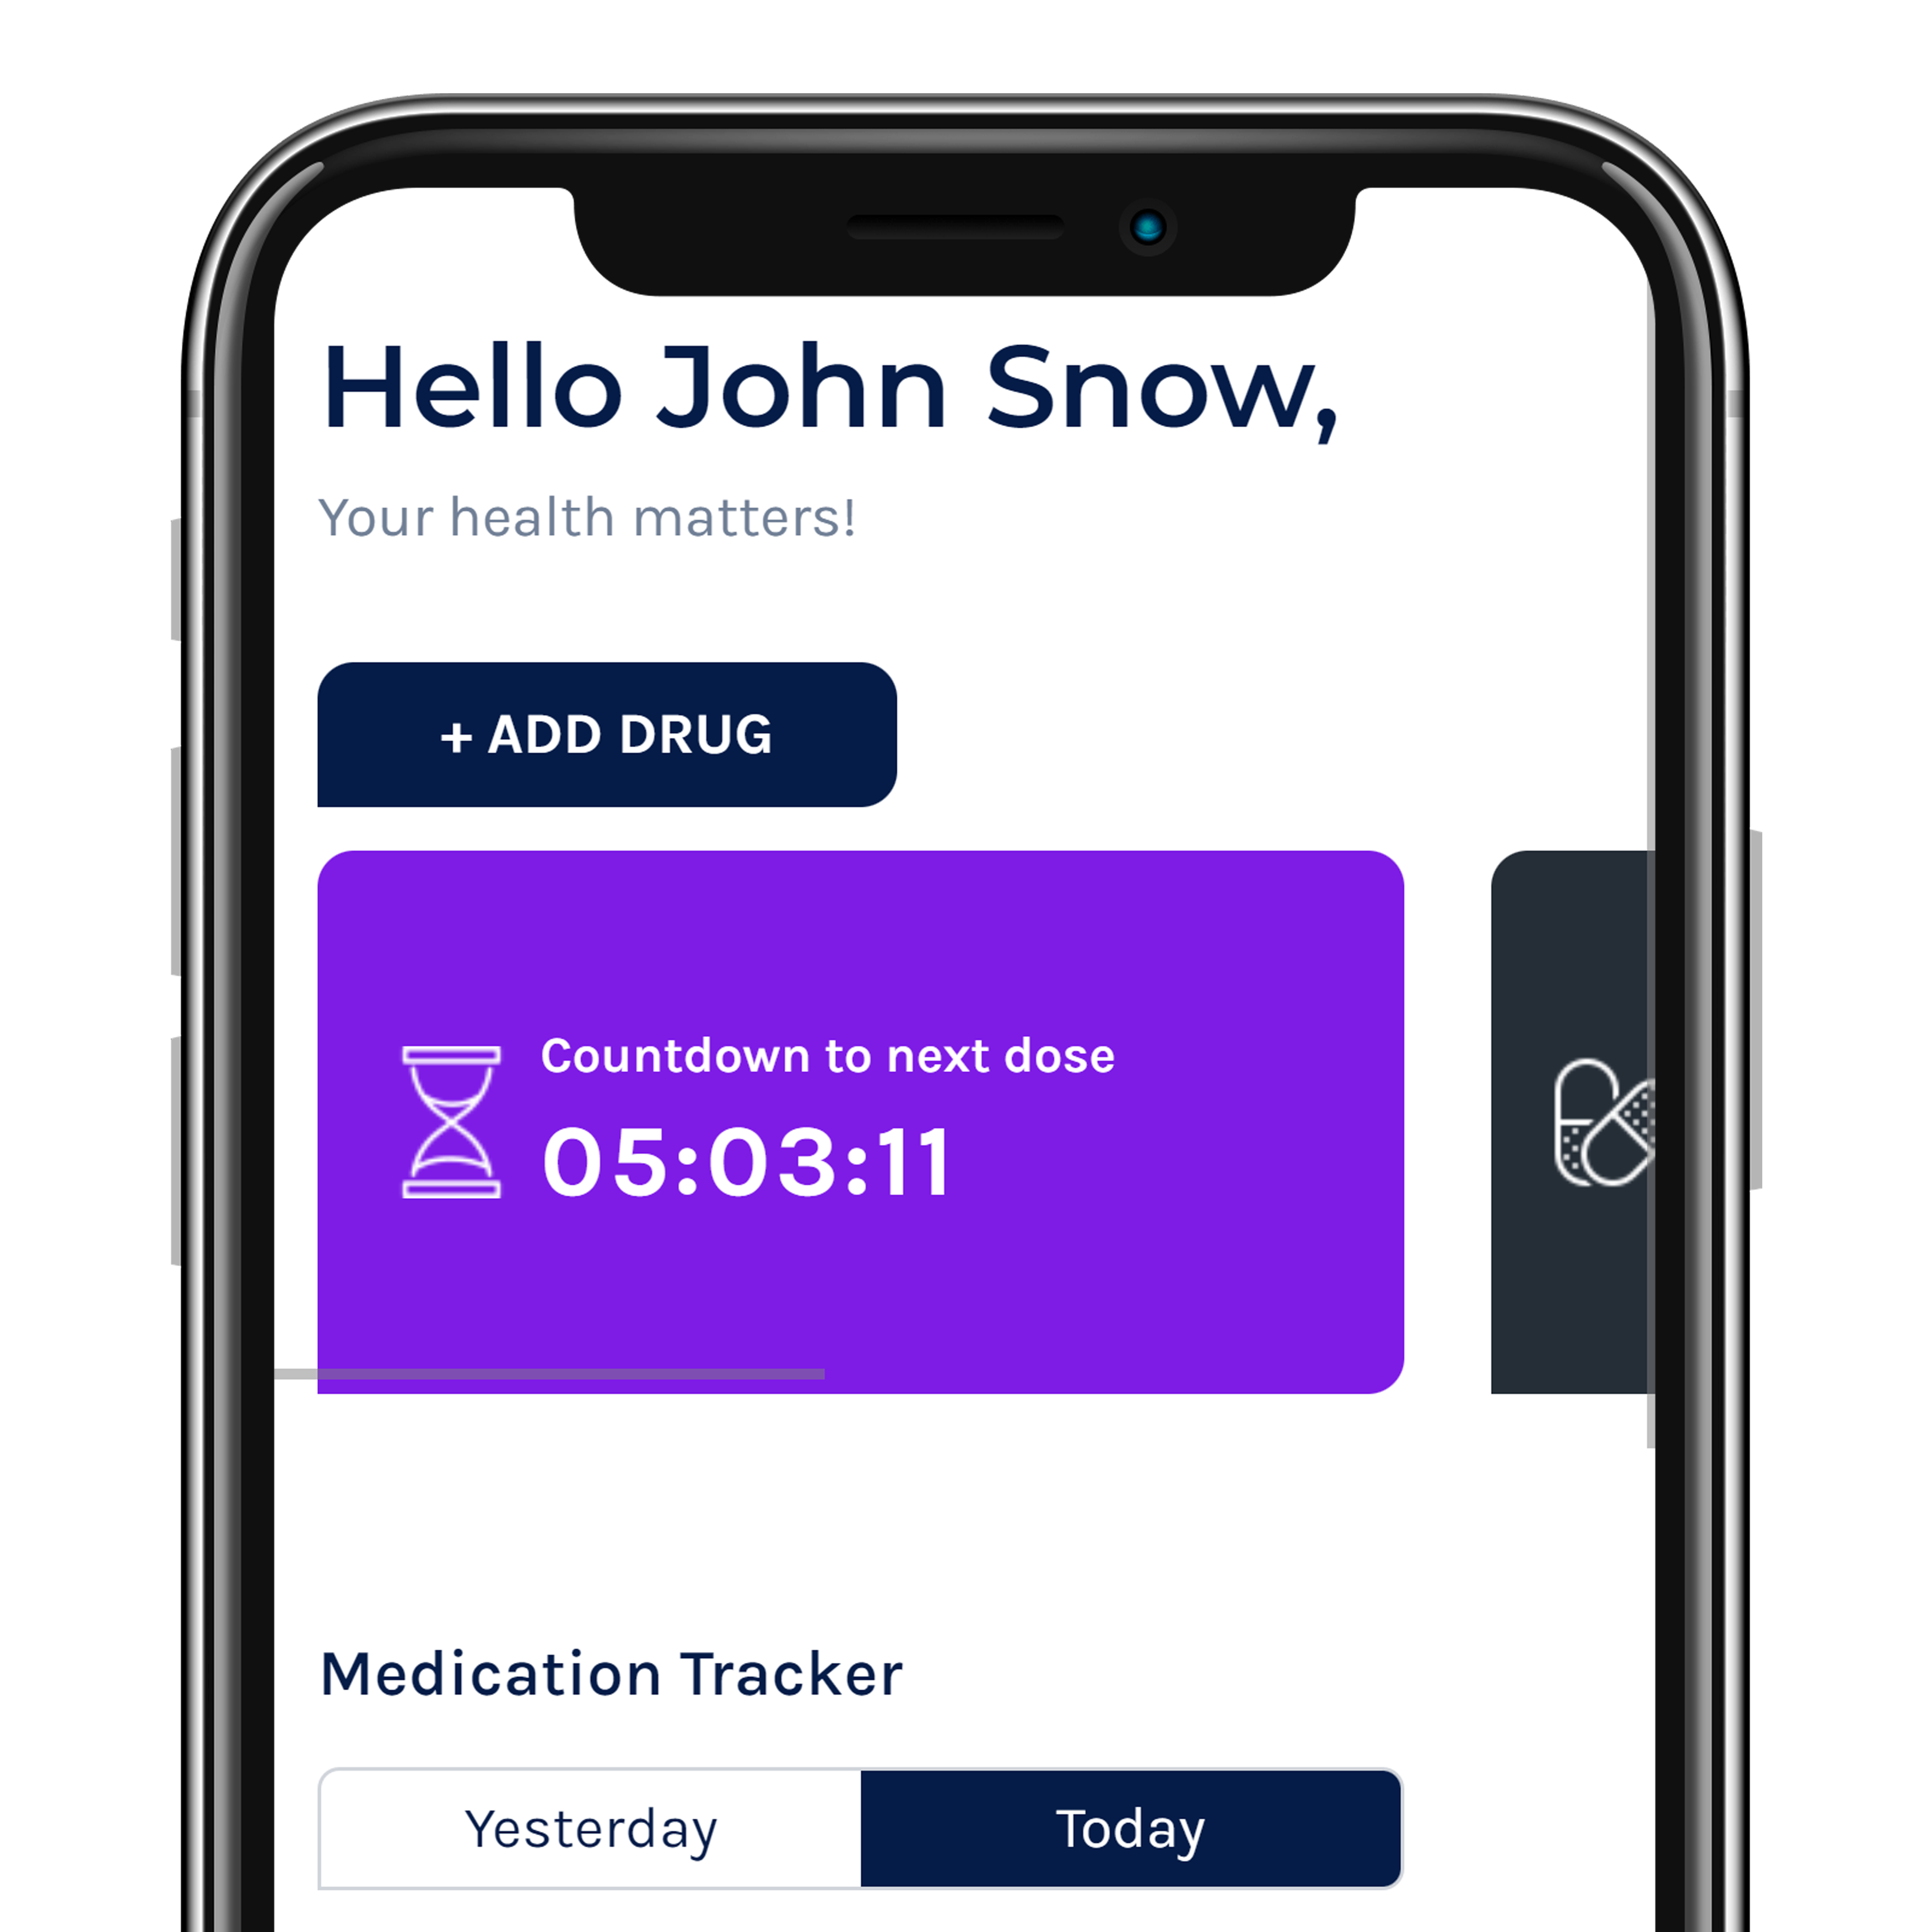 Hello John Snow,
Your health matters!
+ ADD DRUG
Countdown to next dose
05:03:11
Medication Tracker
Yesterday
Today